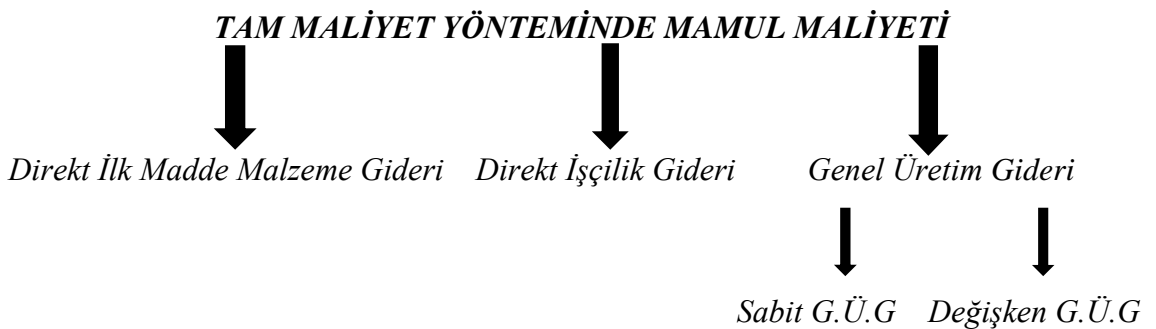 TAM MALİYET YÖNTEMİNDE MAMUL MALİYETİ
Direkt İlk Madde Malzeme Gideri Direkt İşçilik Gideri Genel Üretim Gideri
Sabit G.Ü.G Değişken G.Ü.G